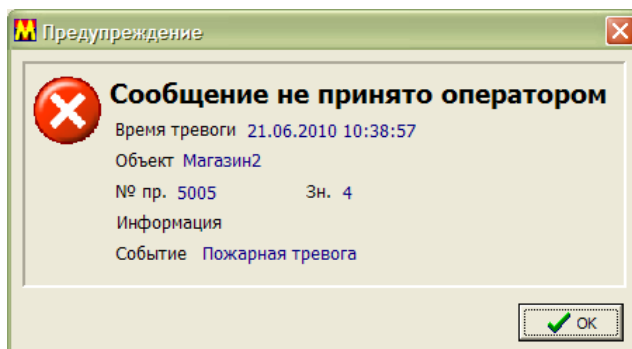 Предупреждение
Сообщение не принято оператором
Время тревоги 21.06.2010 10:38:57
Объект Магазин2
№ пр. 5005 Зн. 4
Информация
Событие Пожарная тревога
OK